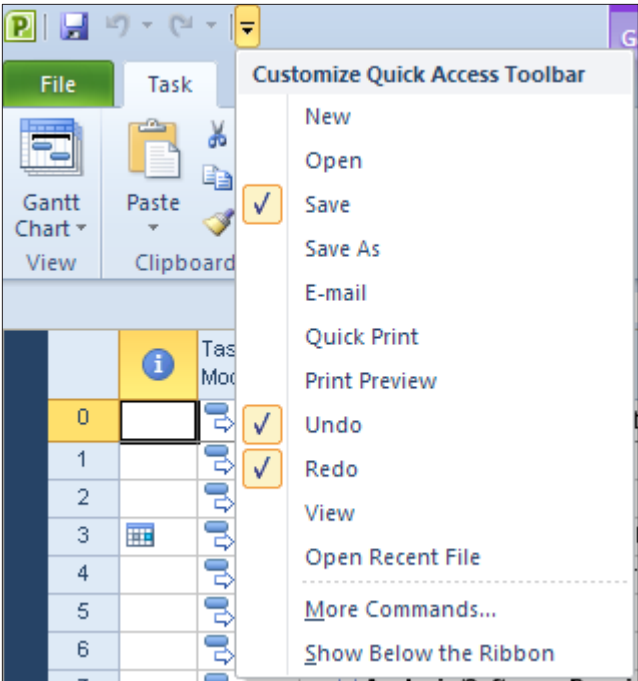 P
G
Customize Quick Access Toolbar
File
Task
New
Open
Gantt
Chart
Paste
Save
Save As
View
Clipboard
E-mail
Quick Print
Print Preview
0
Undo
1
Redo
2
View
3
Open Recent File
4
5
More Commands...
6
Show Below the Ribbon